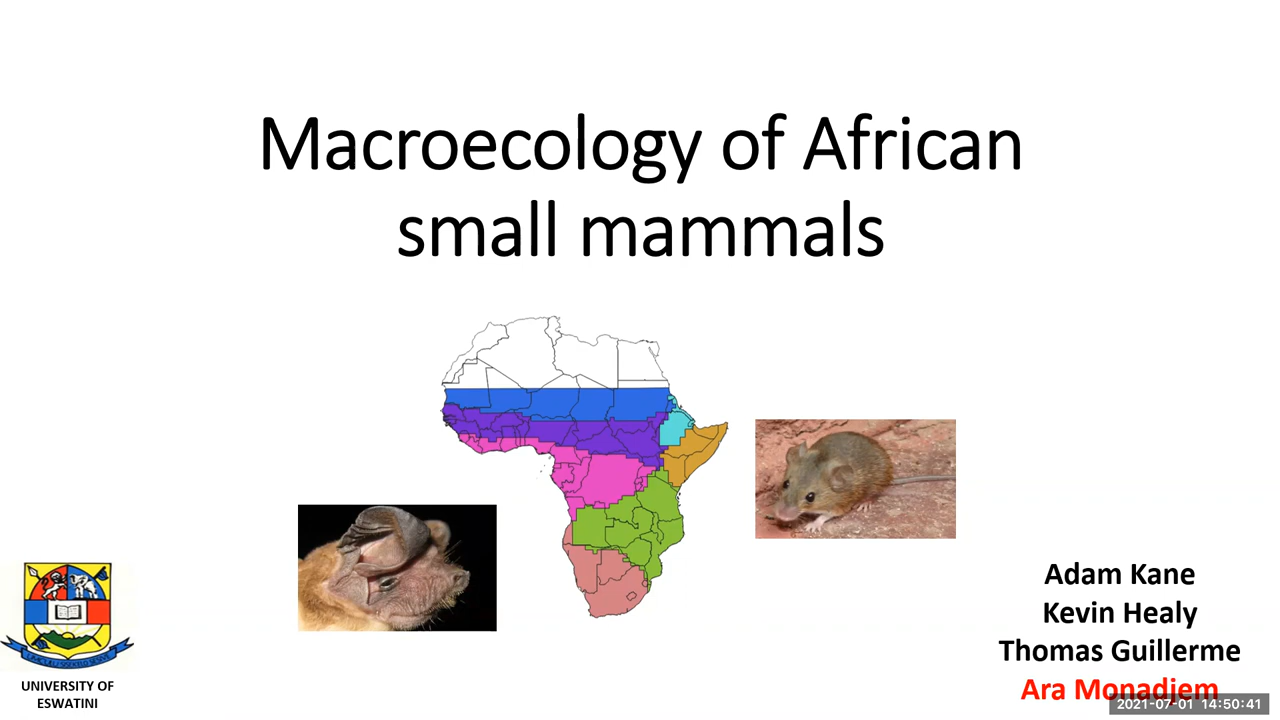 Macroecology of African
small mammals
Adam Kane
Kevin Healy
Thomas Guillerme
Ara Monadjem
UNIVERSITY OF
ESWATINI
2021-07-01 14:50:41